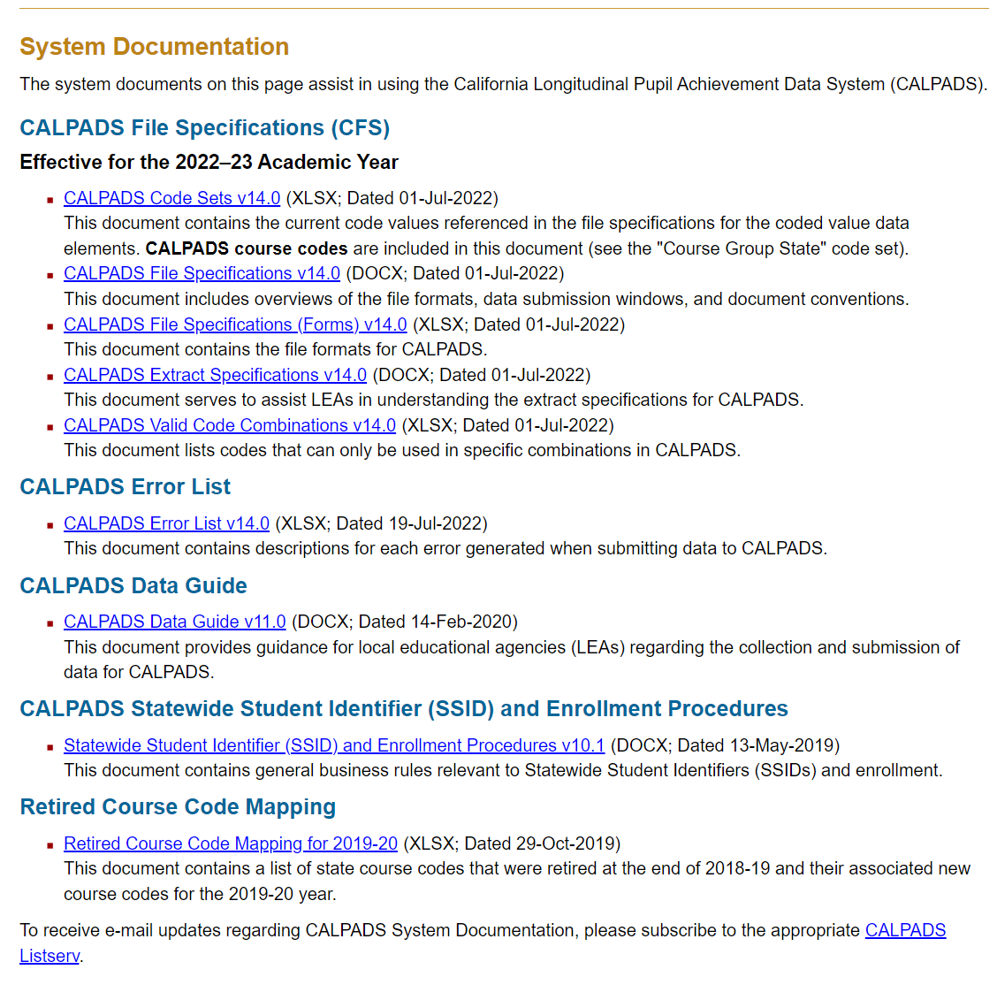 System Documentation
The system documents on this page assist in using the California Longitudinal Pupil Achievement Data System (CALPADS).
CALPADS File Specifications (CFS)
Effective for the 2022–23 Academic Year
CALPADS Code Sets v14.0 (XLSX; Dated 01-Jul-2022)
This document contains the current code values referenced in the file specifications for the coded value data
elements. CALPADS course codes are included in this document (see the "Course Group State" code set).
CALPADS File Specifications v14.0 (DOCX; Dated 01-Jul-2022)
This document includes overviews of the file formats, data submission windows, and document conventions.
CALPADS File Specifications (Forms) v14.0 (XLSX; Dated 01-Jul-2022)
This document contains the file formats for CALPADS.
CALPADS Extract Specifications v14.0 (DOCX; Dated 01-Jul-2022)
This document serves to assist LEAs in understanding the extract specifications for CALPADS.
CALPADS Valid Code Combinations v14.0 (XLSX; Dated 01-Jul-2022)
This document lists codes that can only be used in specific combinations in CALPADS.
CALPADS Error List
CALPADS Error List v14.0 (XLSX; Dated 19-Jul-2022)
This document contains descriptions for each error generated when submitting data to CALPADS.
CALPADS Data Guide
CALPADS Data Guide v11.0 (DOCX; Dated 14-Feb-2020)
This document provides guidance for local educational agencies (LEAs) regarding the collection and submission of
data for CALPADS.
CALPADS Statewide Student Identifier (SSID) and Enrollment Procedures
Statewide Student Identifier (SSID) and Enrollment Procedures v10.1 (DOCX; Dated 13-May-2019)
This document contains general business rules relevant to Statewide Student Identifiers (SSIDs) and enrollment.
Retired Course Code Mapping
Retired Course Code Mapping for 2019-20 (XLSX; Dated 29-Oct-2019)
This document contains a list of state course codes that were retired at the end of 2018-19 and their associated new
course codes for the 2019-20 year.
To receive e-mail updates regarding CALPADS System Documentation, please subscribe to the appropriate CALPADS
Listserv.